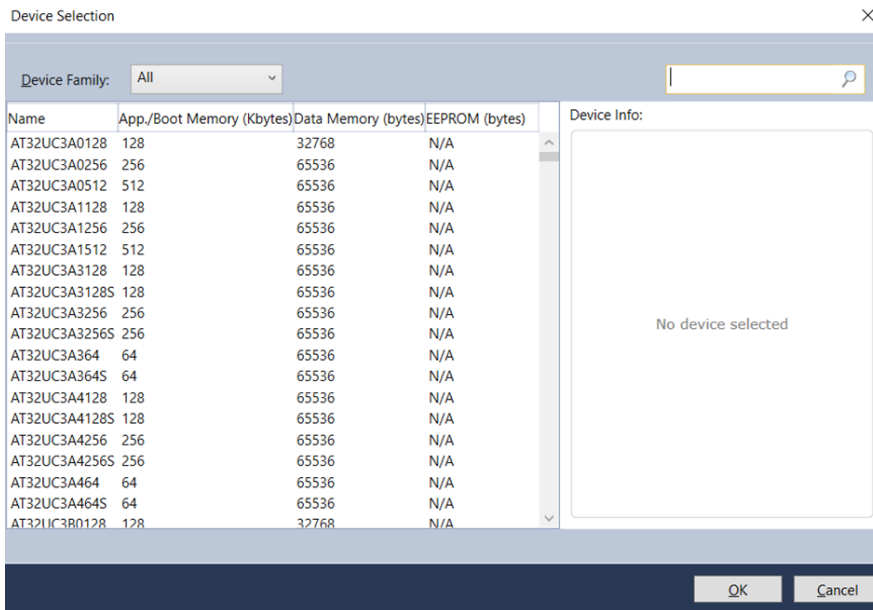 Device Selection
Device Family: All
Name App./Boot Memory (Kbytes) Data Memory (bytes) EEPROM (bytes)
AT32UC3A0128 128 32768 N/A
AT32UC3A0256 256 65536 N/A
AT32UC3A0512 512 65536 N/A
AT32UC3A1128 128 65536 N/A
AT32UC3A1256 256 65536 N/A
AT32UC3A1512 512 65536 N/A
AT32UC3A3128 128 65536 N/A
AT32UC3A3128S 128 65536 N/A
AT32UC3A3256 256 65536 N/A
AT32UC3A3256S 256 65536 N/A
AT32UC3A364 64 65536 N/A
AT32UC3A364S 64 65536 N/A
AT32UC3A4128 128 65536 N/A
AT32UC3A4128S 128 65536 N/A
AT32UC3A4256 256 65536 N/A
AT32UC3A4256S 256 65536 N/A
AT32UC3A464 64 65536 N/A
AT32UC3A464S 64 65536 N/A
AT32UC3B0128 128 32768 N/A
Device Info:
No device selected
OK Cancel